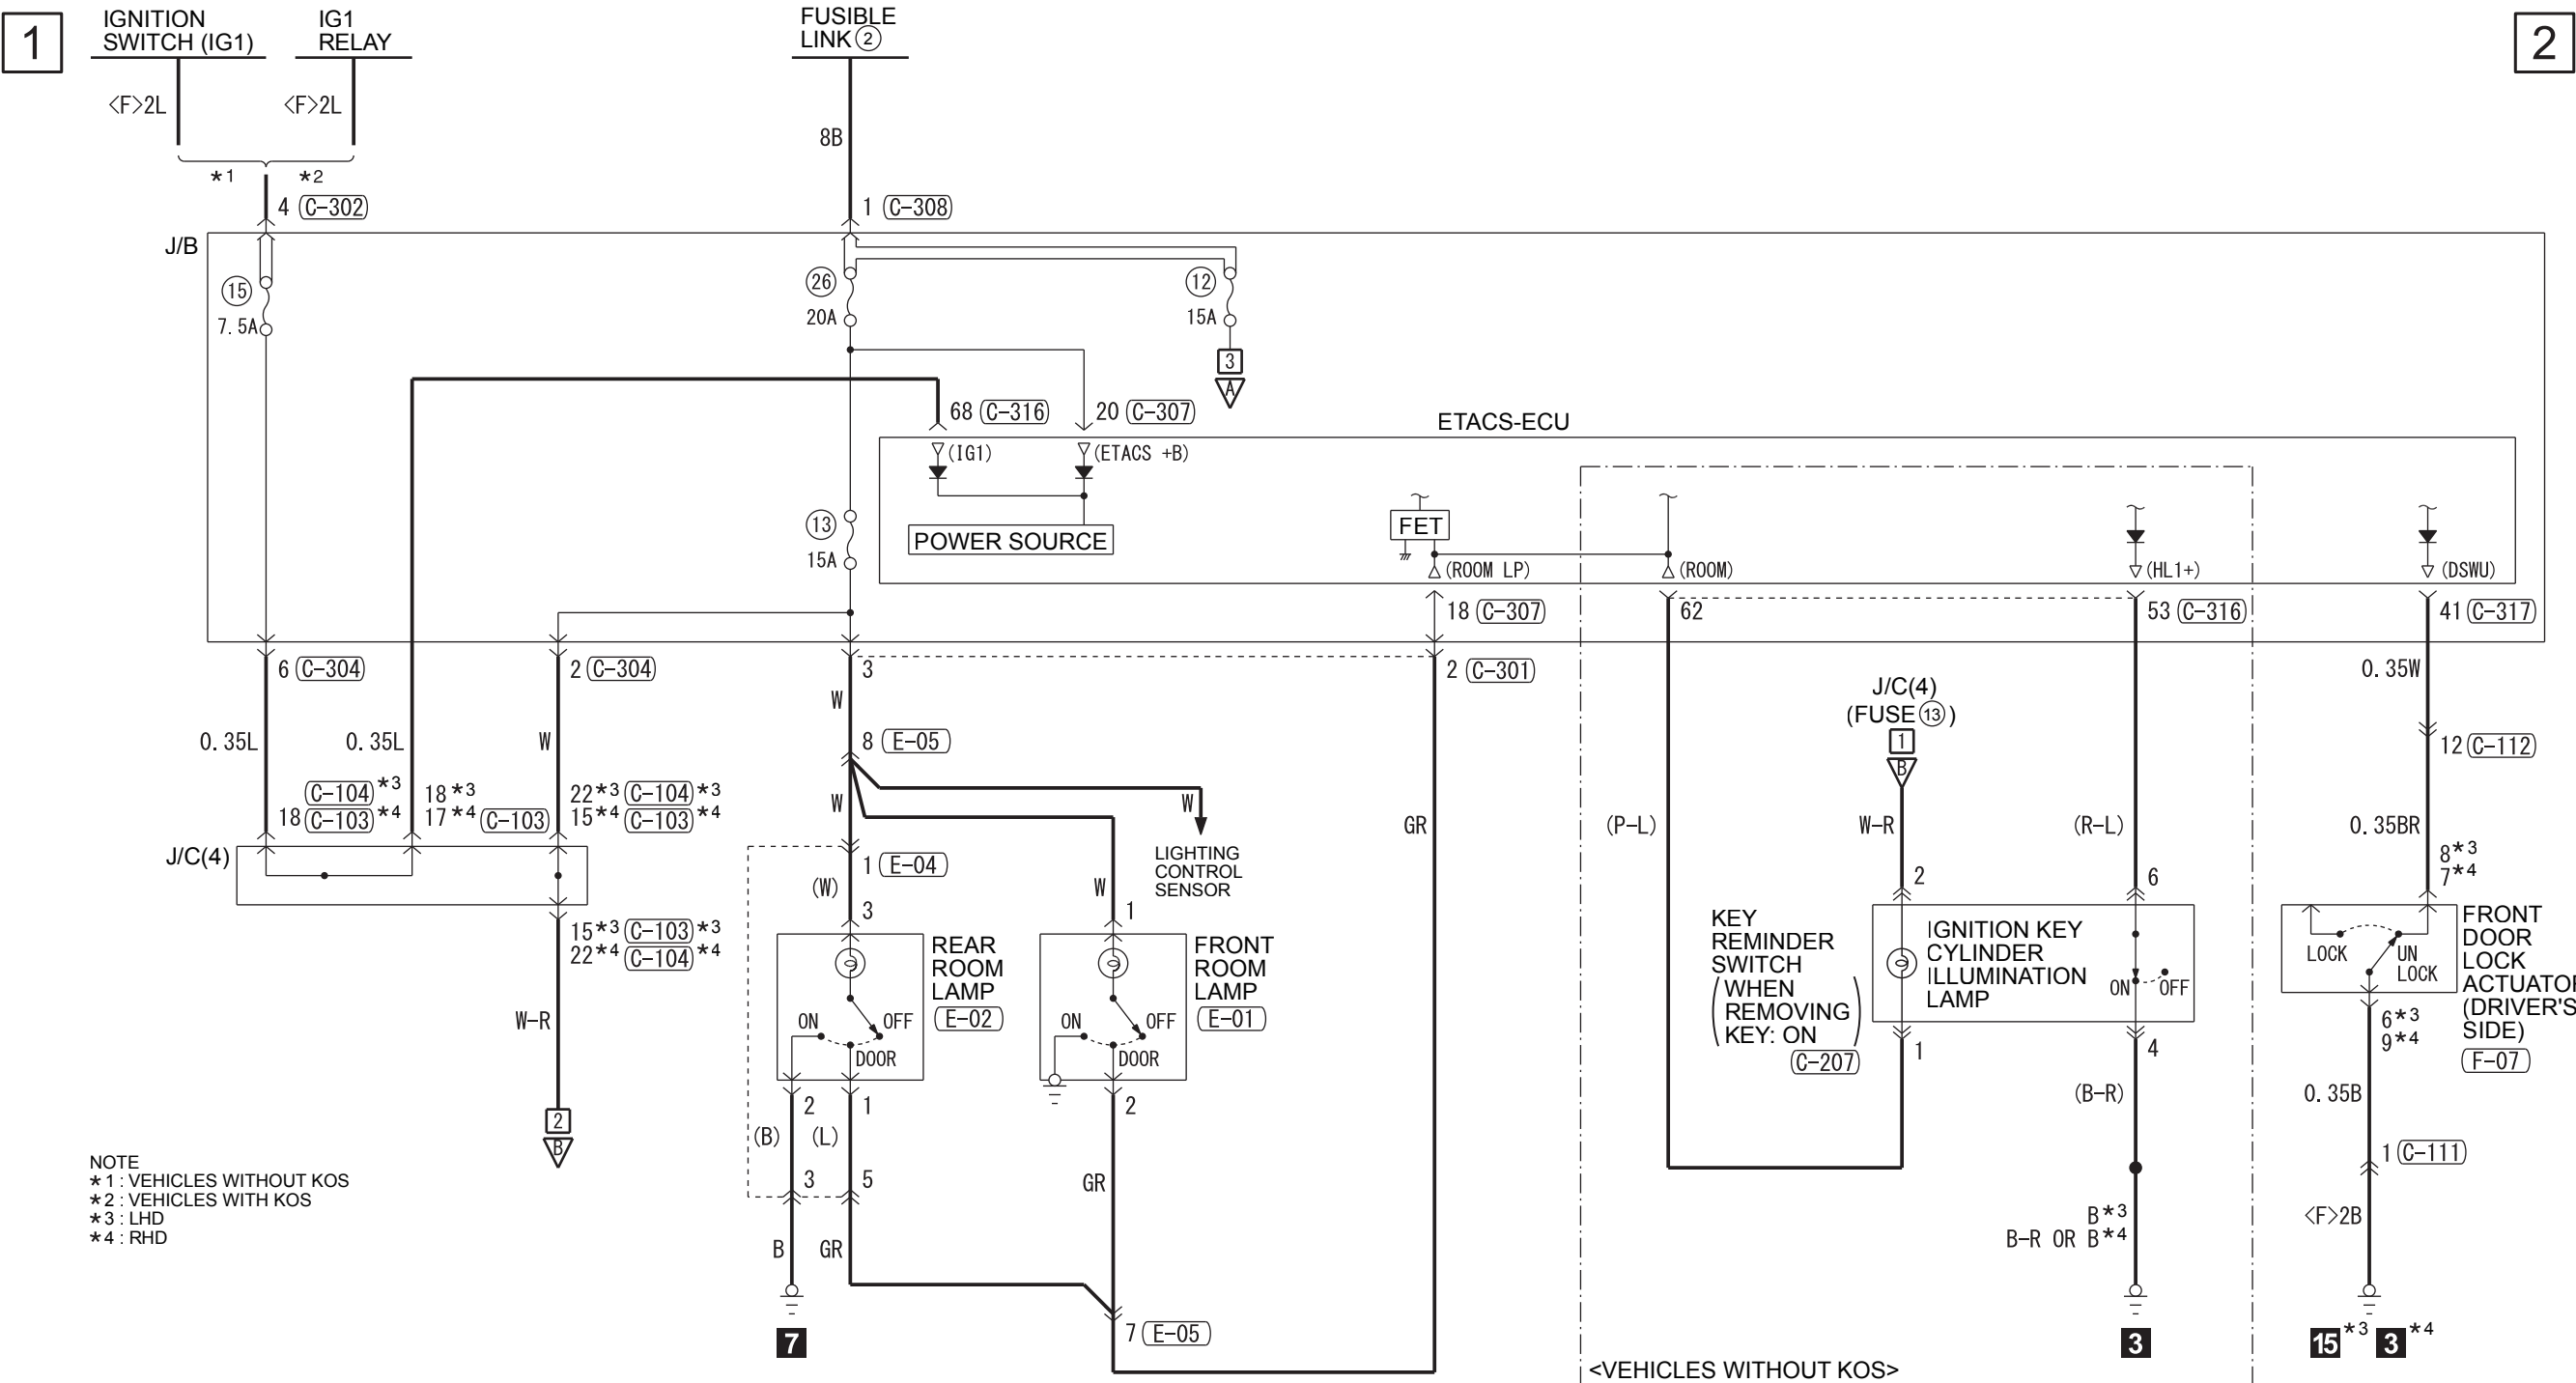 1
IGNITION
SWITCH (IG1)
IG1
RELAY
FUSIBLE
LINK ②
2
<F>2L
<F>2L
8B
*1
*2
4 (C-302)
1 (C-308)
J/B
⑮
7.5A
㉖
20A
⑫
15A
3
A
68 (C-316)
20 (C-307)
ETACS-ECU
(IG1)
(ETACS +B)
⑬
15A
POWER SOURCE
FET
(ROOM LP)
(ROOM)
(HL1+)
(DSWU)
18 (C-307)
62
53 (C-316)
41 (C-317)
6 (C-304)
2 (C-304)
3
2 (C-301)
W
0.35W
J/C(4)
(FUSE ⑬)
1
B
0.35L
0.35L
W
8 (E-05)
12 (C-112)
(C-104)*3
18 (C-103)*4
18*3
17*4 (C-103)
22*3 (C-104)*3
15*4 (C-103)*4
W
W
GR
(P-L)
W-R
(R-L)
0.35BR
J/C(4)
1 (E-04)
LIGHTING
CONTROL
SENSOR
8*3
7*4
(W)
W
2
6
3
1
15*3 (C-103)*3
22*4 (C-104)*4
REAR
ROOM
LAMP
(E-02)
ON
OFF
DOOR
FRONT
ROOM
LAMP
(E-01)
ON
OFF
DOOR
KEY
REMINDER
SWITCH
(WHEN
REMOVING
KEY: ON)
(C-207)
IGNITION KEY
CYLINDER
ILLUMINATION
LAMP
ON
OFF
LOCK
UN
LOCK
FRONT
DOOR
LOCK
ACTUATOR
(DRIVER'S
SIDE)
(F-07)
W-R
6*3
9*4
1
4
2
1
2
2
B
(B)
(L)
(B-R)
0.35B
3
5
GR
1 (C-111)
NOTE
*1 : VEHICLES WITHOUT KOS
*2 : VEHICLES WITH KOS
*3 : LHD
*4 : RHD
B
GR
B*3
B-R OR B*4
<F>2B
7
7 (E-05)
3
15 *3
3 *4
<VEHICLES WITHOUT KOS>